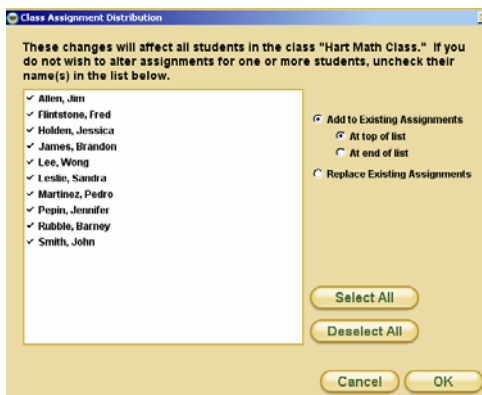 Class Assignment Distribution
These changes will affect all students in the class "Hart Math Class." If you
do not wish to alter assignments for one or more students, uncheck their
name(s) in the list below.
Allen, Jim
Flintstone, Fred
Holden, Jessica
James, Brandon
Lee, Wong
Leslie, Sandra
Martinez, Pedro
Pepin, Jennifer
Rubble, Barney
Smith, John
Add to Existing Assignments
At top of list
At end of list
Replace Existing Assignments
Select All
Deselect All
Cancel
OK